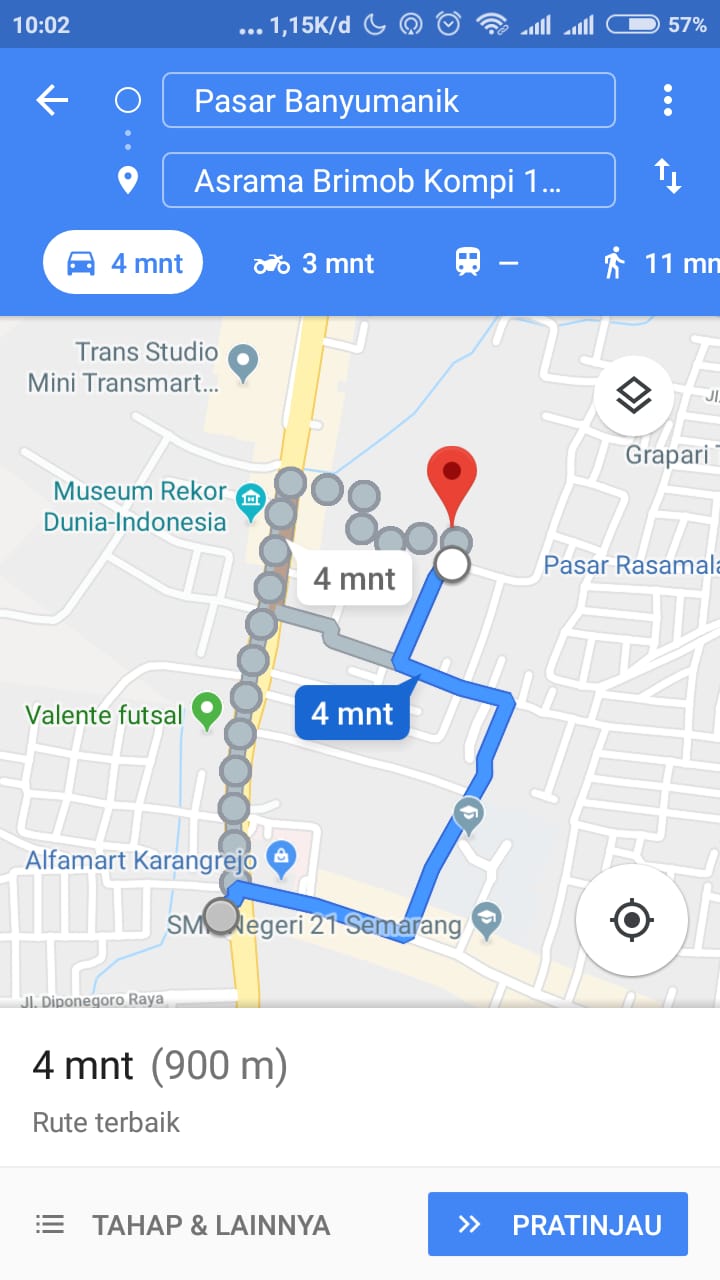 10:02
... 1,15K/d
57%
Pasar Banyumanik
Asrama Brimob Kompi 1...
4 mnt
3 mnt
—
11 mn
Trans Studio
Mini Transmart...
Jl.
Grapari T
Museum Rekor
Dunia-Indonesia
4 mnt
Pasar Rasamala
Valente futsal
4 mnt
Alfamart Karangrejo
Negeri 21 Semarang
Jl. Diponegoro Raya
4 mnt (900 m)
Rute terbaik
TAHAP & LAINNYA
PRATINJAU